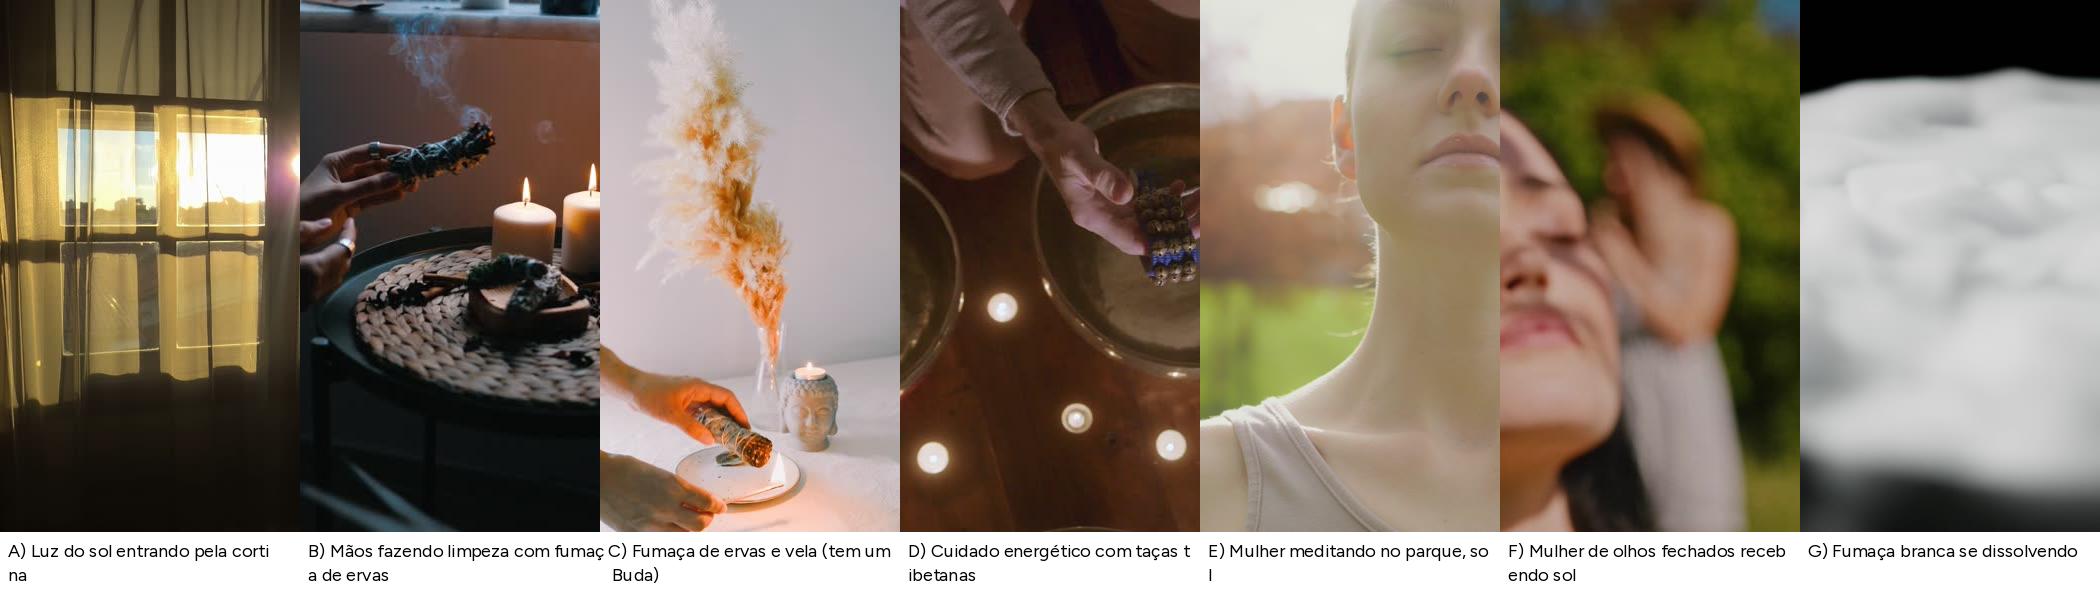 A) Luz do sol entrando pela corti
na
B) Mãos fazendo limpeza com fumaç
a de ervas
C) Fumaça de ervas e vela (tem um
Buda)
D) Cuidado energético com taças t
ibetanas
E) Mulher meditando no parque, so
l
F) Mulher de olhos fechados receb
endo sol
G) Fumaça branca se dissolvendo